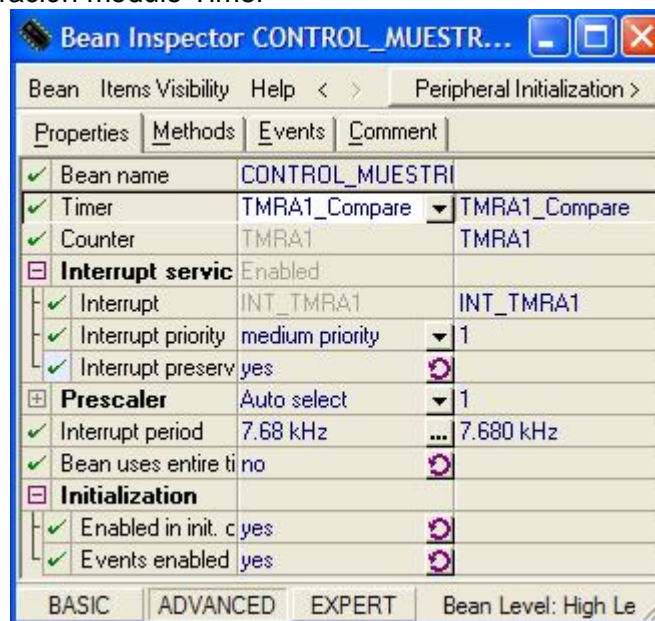 ración módulo Timer
Bean Inspector CONTROL_MUESTR...
Bean Items Visibility Help < > Peripheral Initialization >
Properties Methods Events Comment
Bean name CONTROL_MUESTRI
Timer TMRA1_Compare TMRA1_Compare
Counter TMRA1 TMRA1
Interrupt servic Enabled
Interrupt INT_TMRA1 INT_TMRA1
Interrupt priority medium priority 1
Interrupt preserv yes
Prescaler Auto select 1
Interrupt period 7.68 kHz ... 7.680 kHz
Bean uses entire ti no
Initialization
Enabled in init. c yes
Events enabled yes
BASIC ADVANCED EXPERT Bean Level: High Le